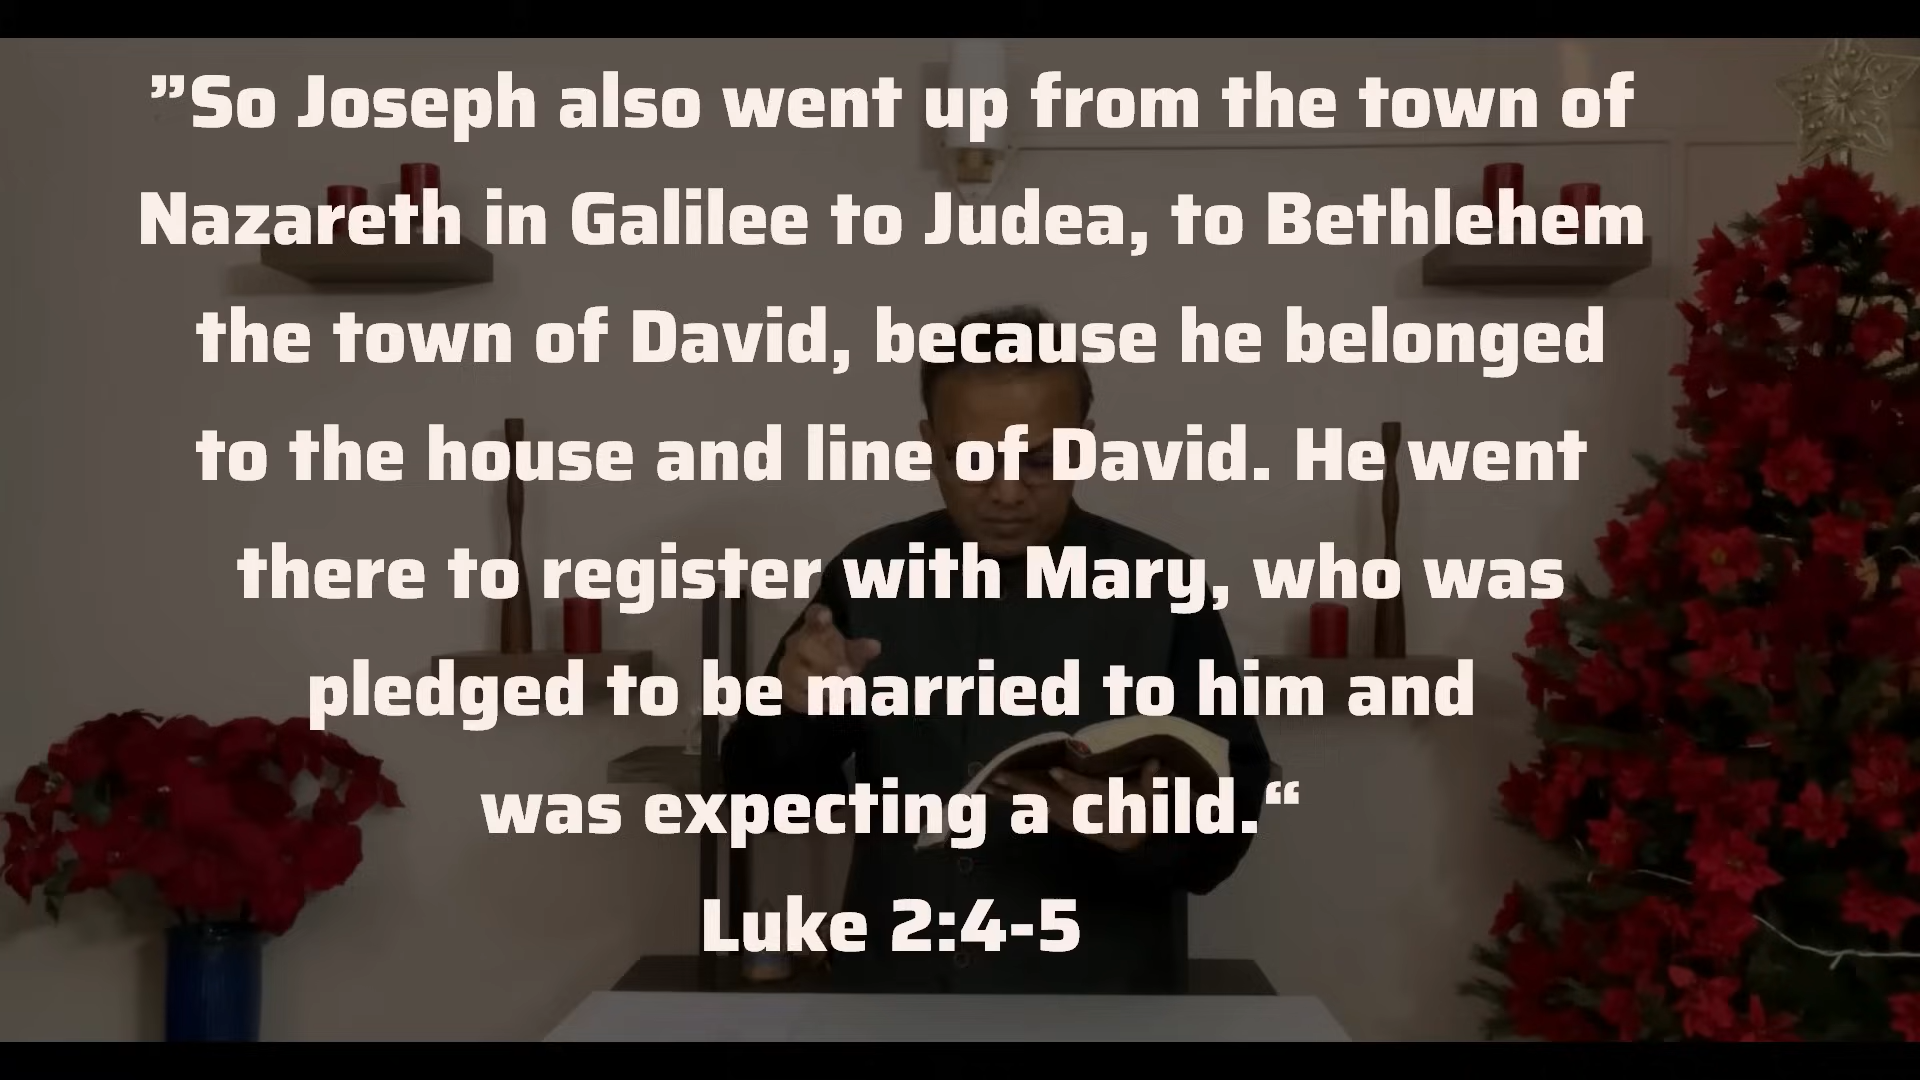 ”So Joseph also went up from the town of
Nazareth in Galilee to Judea, to Bethlehem
the town of David, because he belonged
to the house and line of David. He went
there to register with Mary, who was
pledged to be married to him and
was expecting a child.“
Luke 2:4-5